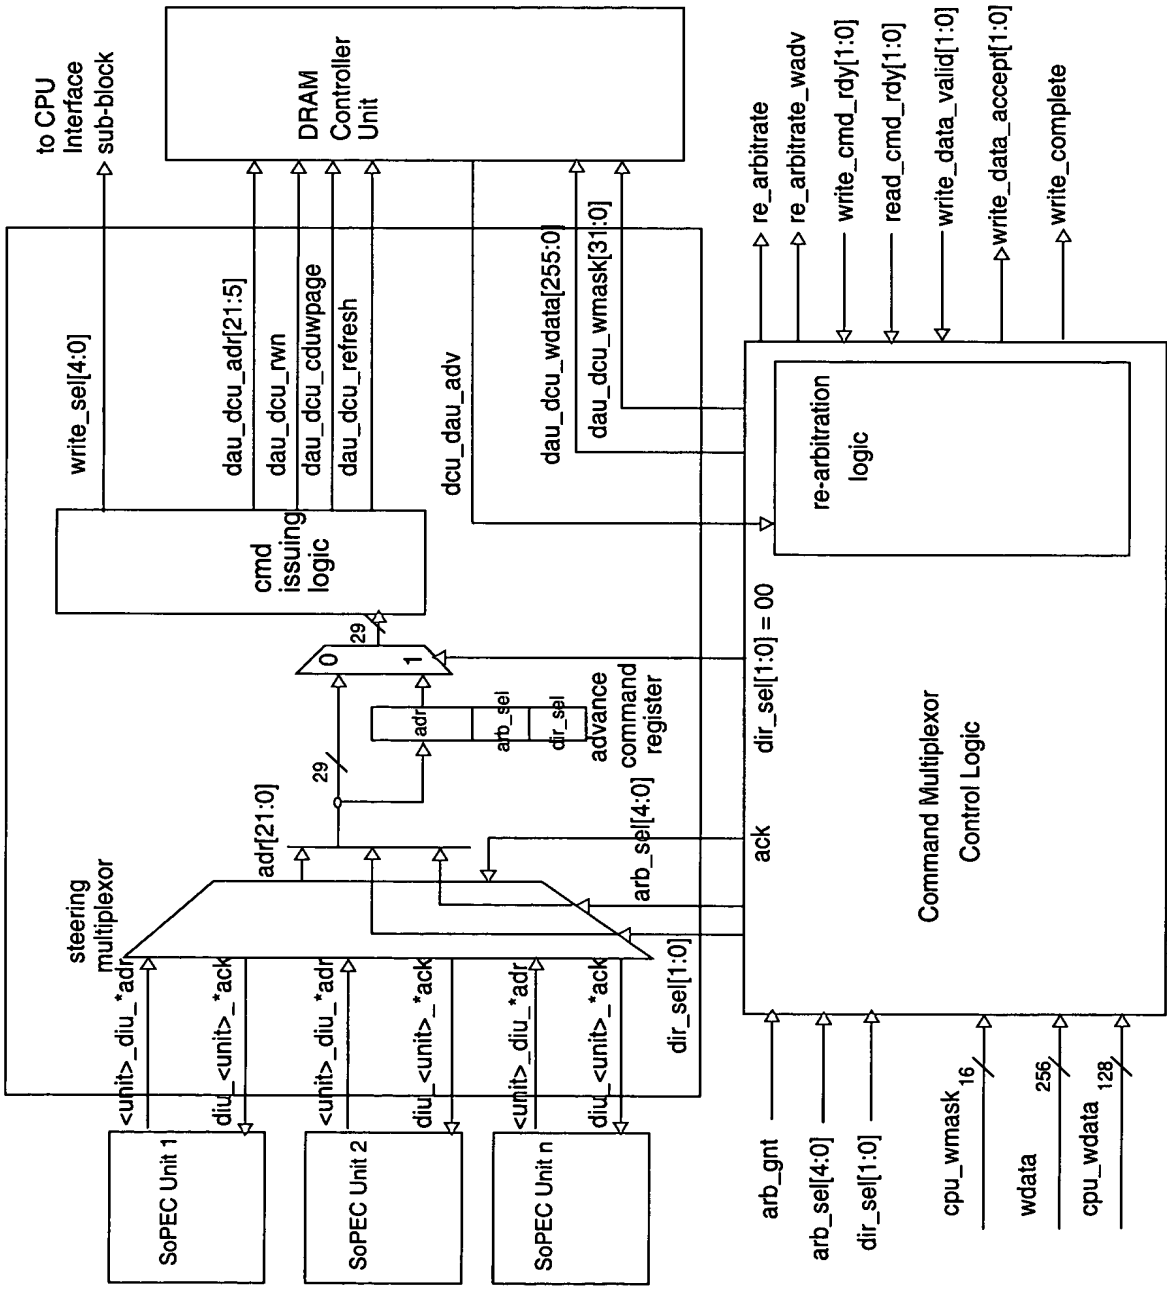 to CPU
Interface
sub-block
DRAM
Controller
Unit
write_sel[4:0]
dau_dcu_adr[21:5]
dau_dcu_rwn
dau_dcu_cduwpage
dau_dcu_refresh
dcu_dau_adv
dau_dcu_wdata[255:0]
dau_dcu_wmask[31:0]
cmd
issuing
logic
29
0
1
adr
arb_sel
dir_sel
advance
command
register
29
adr[21:0]
steering
multiplexor
<unit>_diu_*adr
diu_<unit>_*ack
<unit>_diu_*adr
diu_<unit>_*ack
<unit>_diu_*adr
diu_<unit>_*ack
dir_sel[1:0]
arb_sel[4:0]
SoPEC Unit 1
SoPEC Unit 2
SoPEC Unit n
re_arbitrate
re_arbitrate_wadv
write_cmd_rdy[1:0]
read_cmd_rdy[1:0]
write_data_valid[1:0]
write_data_accept[1:0]
write_complete
re-arbitration
logic
dir_sel[1:0] = 00
ack
Command Multiplexor
Control Logic
arb_gnt
arb_sel[4:0]
dir_sel[1:0]
cpu_wmask
16
wdata
256
cpu_wdata
128